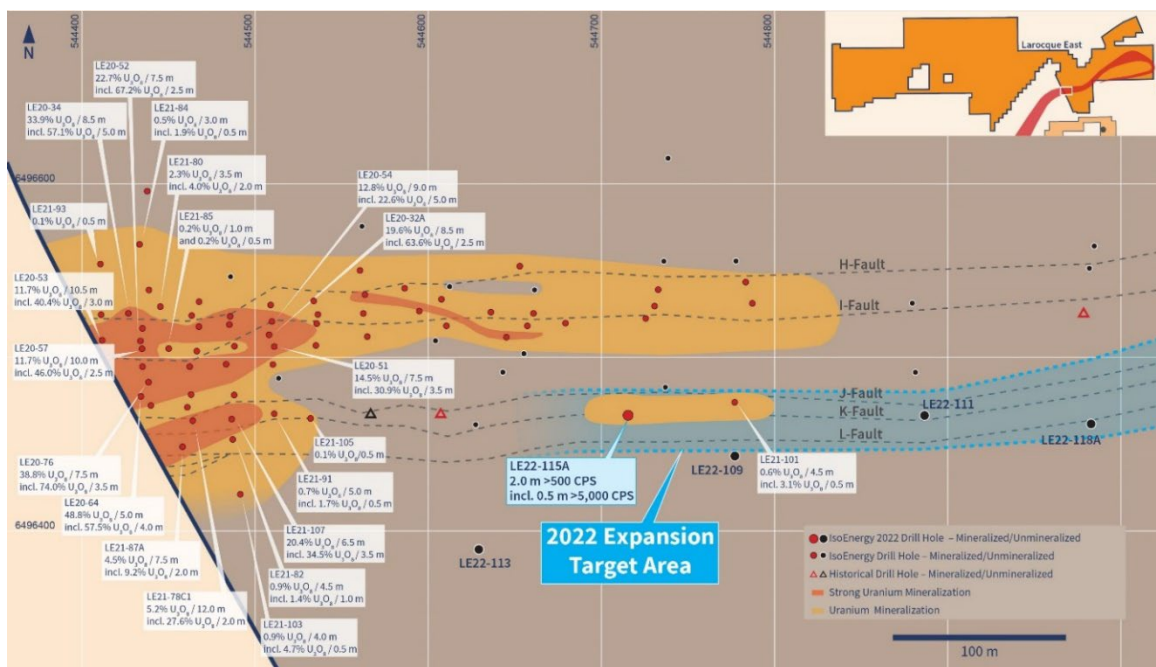 544400
544500
544600
544700
544800
N
Larocque East
LE20-52
22.7% U₃O₈ / 7.5 m
incl. 67.2% U₃O₈ / 2.5 m
LE20-34
33.9% U₃O₈ / 8.5 m
incl. 57.1% U₃O₈ / 5.0 m
LE21-84
0.5% U₃O₈ / 3.0 m
incl. 1.9% U₃O₈ / 0.5 m
LE21-80
2.3% U₃O₈ / 3.5 m
incl. 4.0% U₃O₈ / 2.0 m
LE20-54
12.8% U₃O₈ / 9.0 m
incl. 22.6% U₃O₈ / 5.0 m
6496600
LE21-93
0.1% U₃O₈ / 0.5 m
LE21-85
0.2% U₃O₈ / 1.0 m
and 0.2% U₃O₈ / 0.5 m
LE20-32A
19.6% U₃O₈ / 8.5 m
incl. 63.6% U₃O₈ / 2.5 m
H-Fault
LE20-53
11.7% U₃O₈ / 10.5 m
incl. 40.4% U₃O₈ / 3.0 m
I-Fault
LE20-57
11.7% U₃O₈ / 10.0 m
incl. 46.0% U₃O₈ / 2.5 m
LE20-51
14.5% U₃O₈ / 7.5 m
incl. 30.9% U₃O₈ / 3.5 m
J-Fault
K-Fault
L-Fault
LE22-111
LE22-118A
LE21-105
0.1% U₃O₈/0.5 m
LE20-76
38.8% U₃O₈ / 7.5 m
incl. 74.0% U₃O₈ / 3.5 m
LE21-91
0.7% U₃O₈ / 5.0 m
incl. 1.7% U₃O₈ / 0.5 m
LE22-115A
2.0 m >500 CPS
incl. 0.5 m >5,000 CPS
LE22-109
LE21-101
0.6% U₃O₈ / 4.5 m
incl. 3.1% U₃O₈ / 0.5 m
LE20-64
48.8% U₃O₈ / 5.0 m
incl. 57.5% U₃O₈ / 4.0 m
6496400
LE21-107
20.4% U₃O₈ / 6.5 m
incl. 34.5% U₃O₈ / 3.5 m
2022 Expansion
Target Area
LE21-87A
4.5% U₃O₈ / 7.5 m
incl. 9.2% U₃O₈ / 2.0 m
LE22-113
LE21-82
0.9% U₃O₈ / 4.5 m
incl. 1.4% U₃O₈ / 1.0 m
LE21-78C1
5.2% U₃O₈ / 12.0 m
incl. 27.6% U₃O₈ / 2.0 m
LE21-103
0.9% U₃O₈ / 4.0 m
incl. 4.7% U₃O₈ / 0.5 m
IsoEnergy 2022 Drill Hole – Mineralized/Unmineralized
IsoEnergy Drill Hole – Mineralized/Unmineralized
Historical Drill Hole – Mineralized/Unmineralized
Strong Uranium Mineralization
Uranium Mineralization
100 m